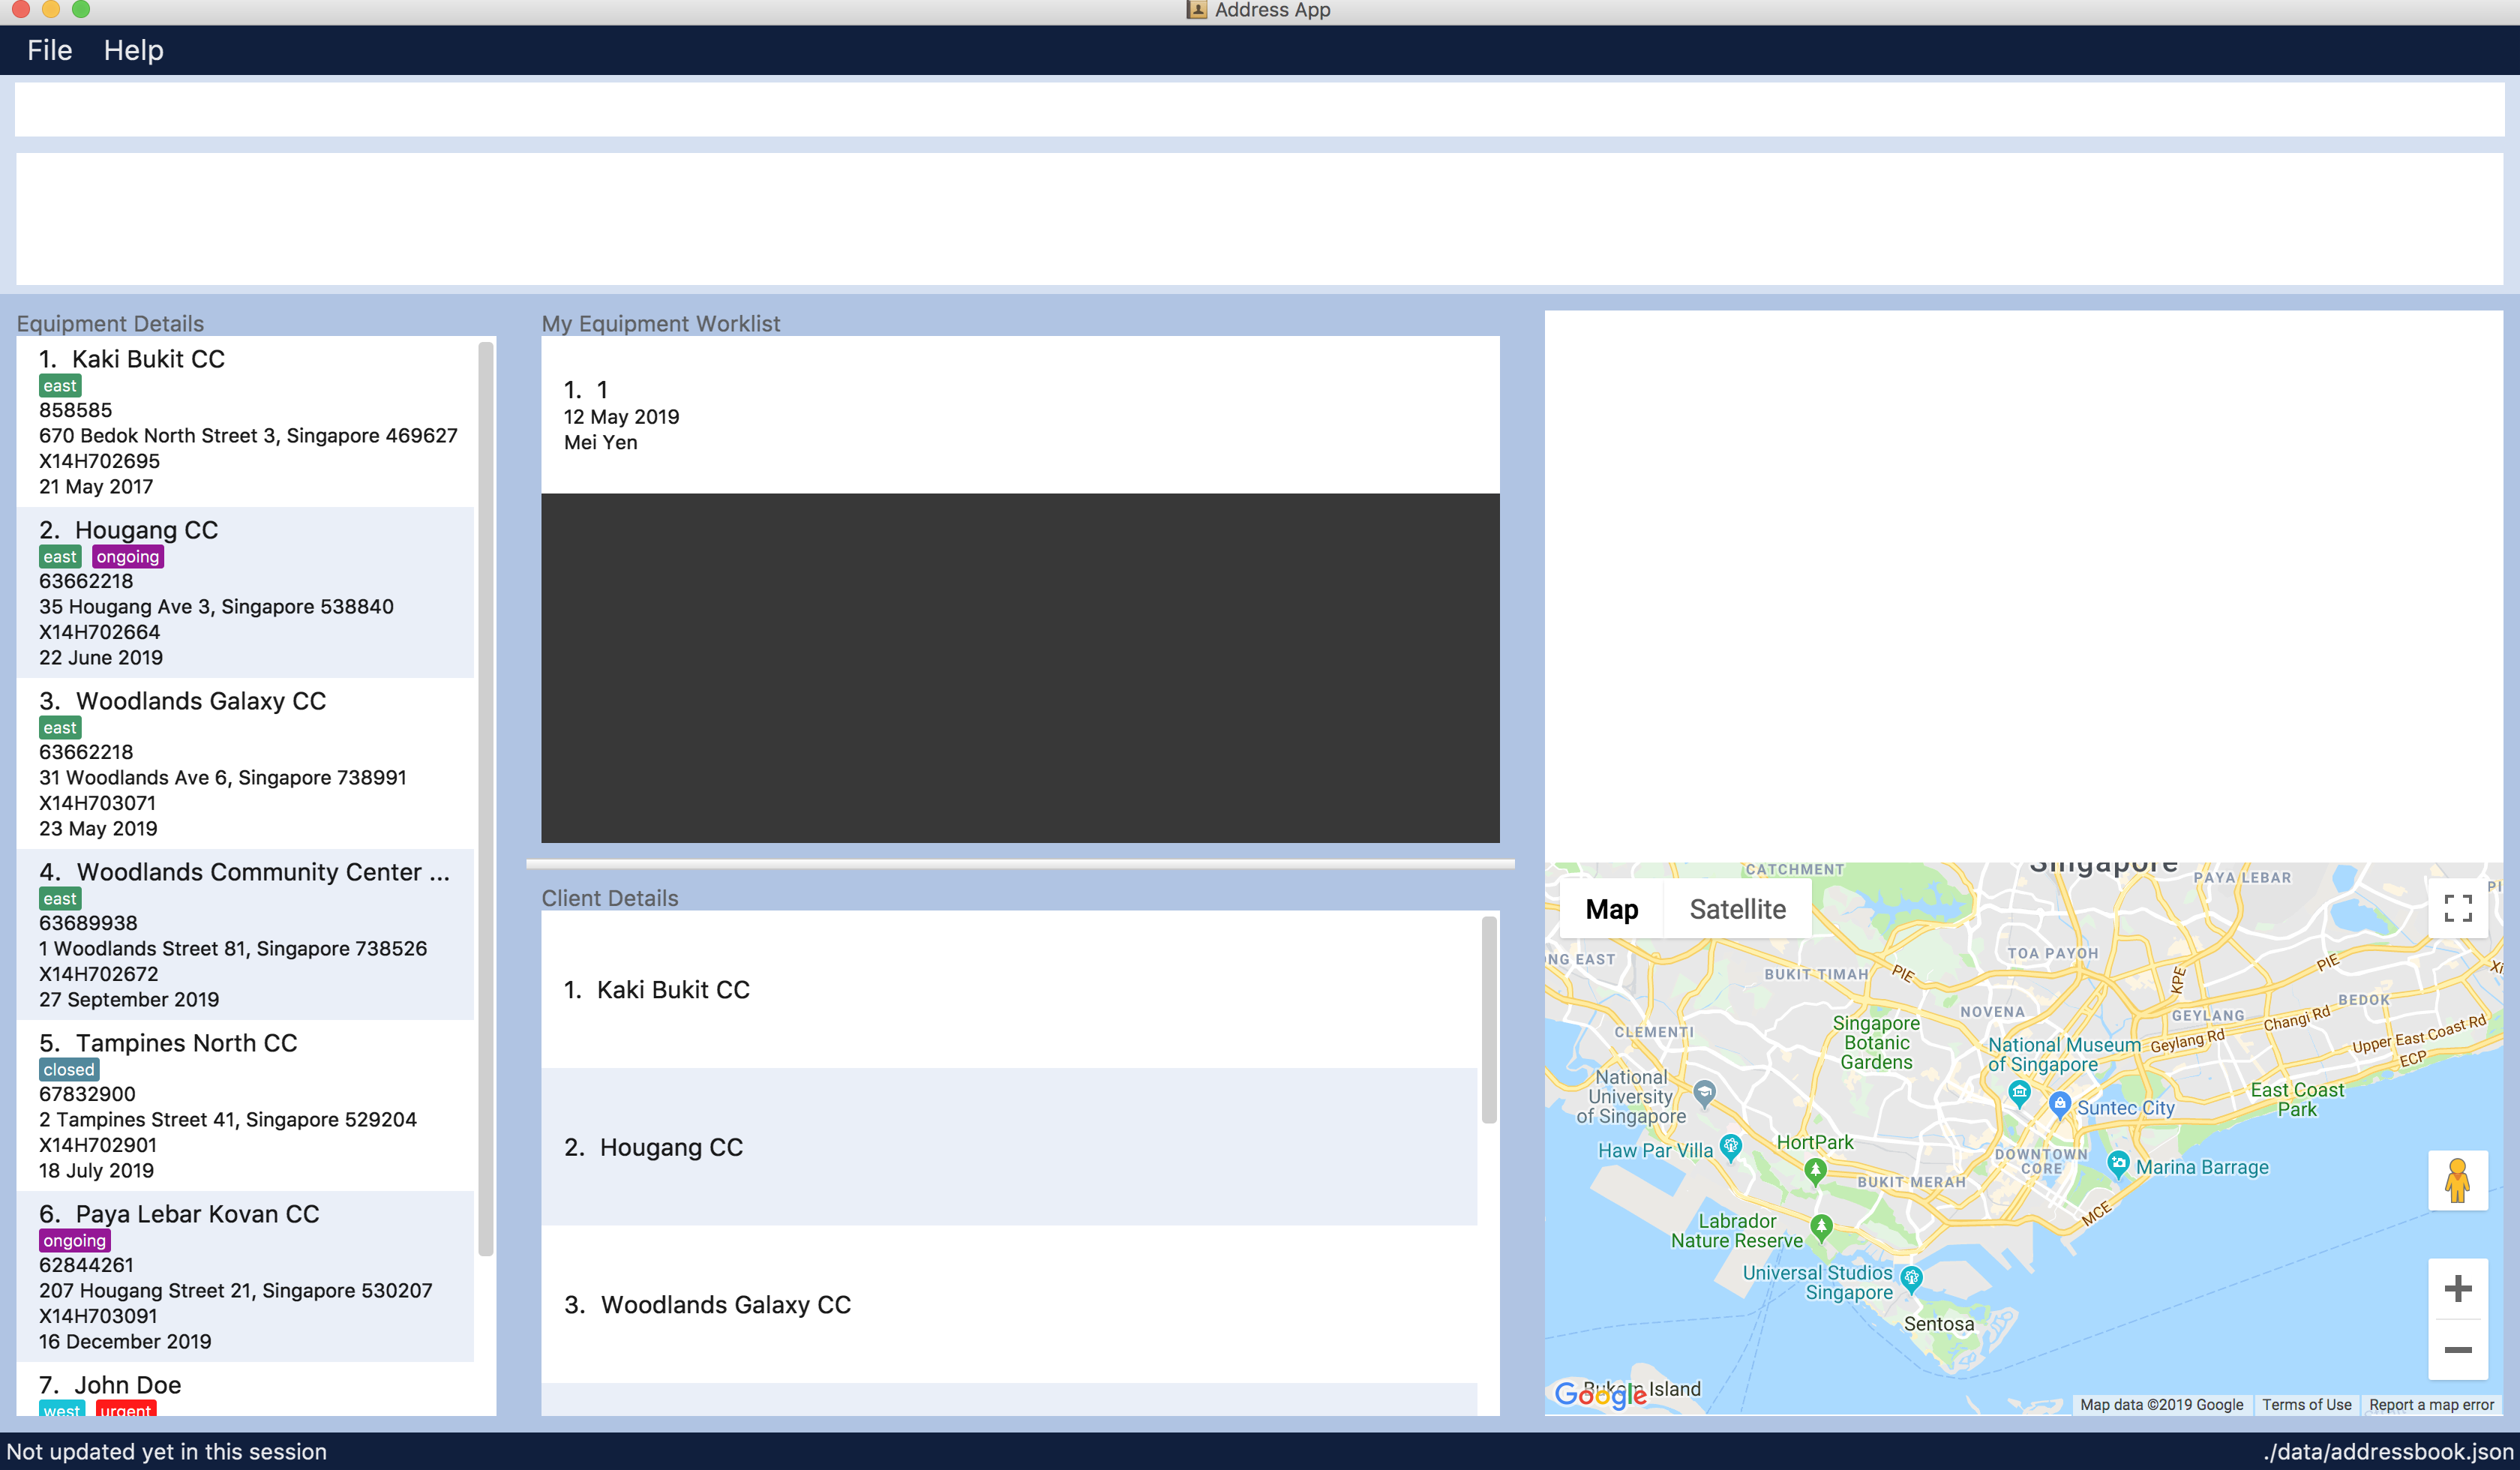 Address App
File Help
Equipment Details
1. Kaki Bukit CC
east
858585
670 Bedok North Street 3, Singapore 469627
X14H702695
21 May 2017
2. Hougang CC
east ongoing
63662218
35 Hougang Ave 3, Singapore 538840
X14H702664
22 June 2019
3. Woodlands Galaxy CC
east
63662218
31 Woodlands Ave 6, Singapore 738991
X14H703071
23 May 2019
4. Woodlands Community Center ...
east
63689938
1 Woodlands Street 81, Singapore 738526
X14H702672
27 September 2019
5. Tampines North CC
closed
67832900
2 Tampines Street 41, Singapore 529204
X14H702901
18 July 2019
6. Paya Lebar Kovan CC
ongoing
62844261
207 Hougang Street 21, Singapore 530207
X14H703091
16 December 2019
7. John Doe
west urgent
My Equipment Worklist
1. 1
12 May 2019
Mei Yen
Client Details
1. Kaki Bukit CC
2. Hougang CC
3. Woodlands Galaxy CC
Singapore
CATCHMENT
PAYA LEBAR
Map Satellite
TOA PAYOH
BUKIT TIMAH
PIE
KPE
PIE
BEDOK
NOVENA
GEYLANG
Changi Rd
CLEMENTI
Singapore
Botanic
Gardens
National Museum
of Singapore
Geylang Rd
Upper East Coast Rd
ECP
National
University
of Singapore
Suntec City
East Coast
Park
Haw Par Villa
HortPark
DOWNTOWN
CORE
Marina Barrage
BUKIT MERAH
MCE
Labrador
Nature Reserve
Universal Studios
Singapore
Sentosa
Google
Island
Map data ©2019 Google Terms of Use Report a map error
Not updated yet in this session
./data/addressbook.json